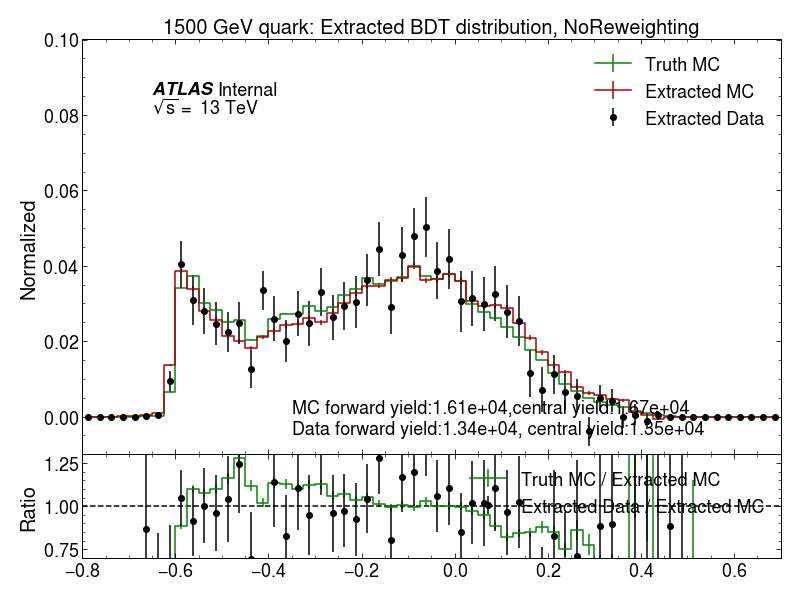 1500 GeV quark: Extracted BDT distribution, NoReweighting
0.10
0.08
0.06
0.04
0.02
0.00
Normalized
ATLAS Internal
√s = 13 TeV
Truth MC
Extracted MC
Extracted Data
MC forward yield:1.61e+04,central yield:1.67e+04
Data forward yield:1.34e+04, central yield:1.35e+04
1.25
1.00
0.75
Ratio
Truth MC / Extracted MC
Extracted Data / Extracted MC
−0.8 −0.6 −0.4 −0.2 0.0 0.2 0.4 0.6